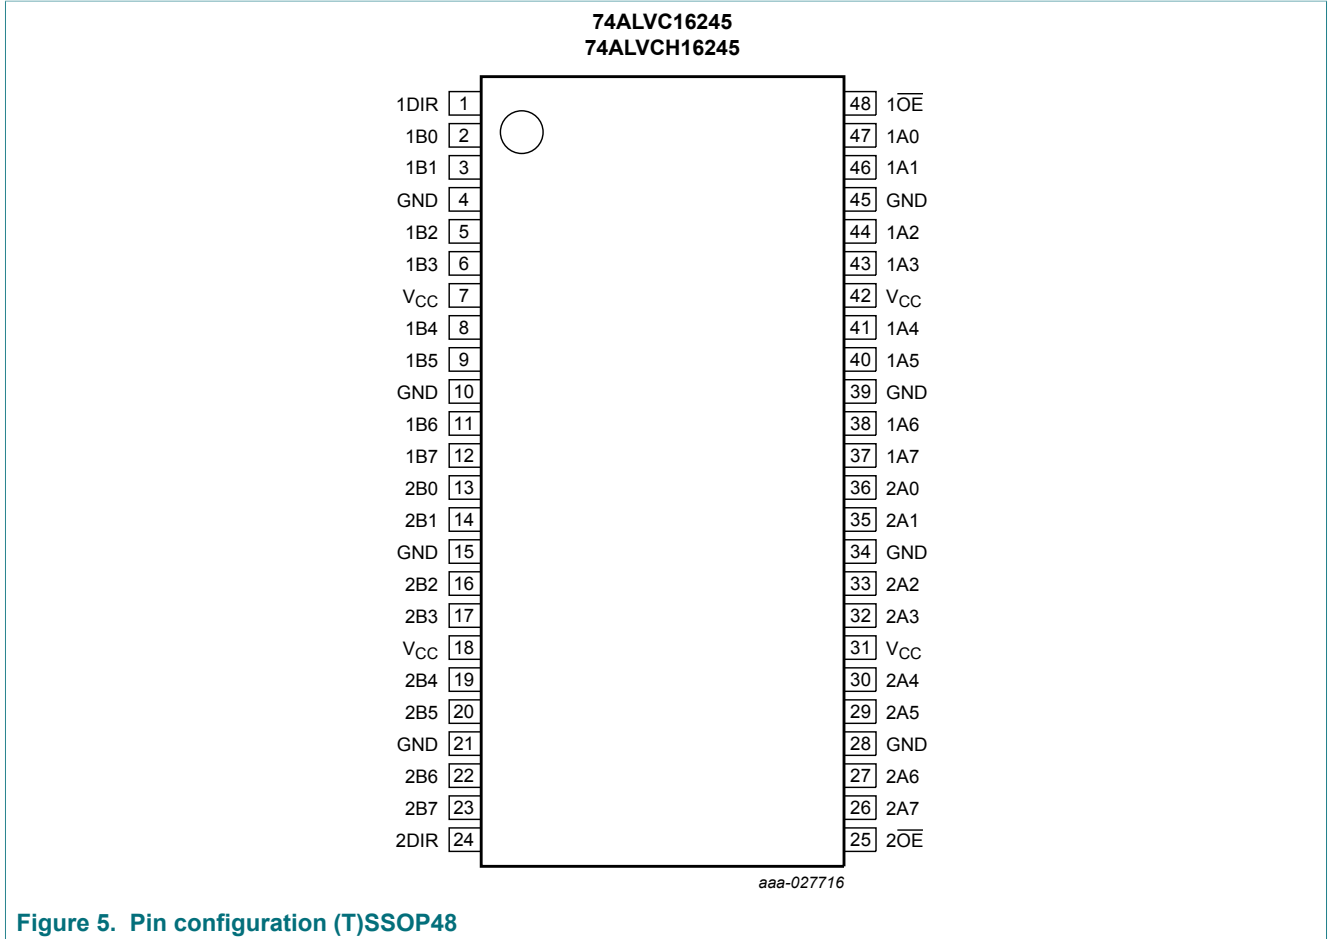 74ALVC16245
74ALVCH16245
1DIR 1 48 1O̅E̅
1B0 2 47 1A0
1B1 3 46 1A1
GND 4 45 GND
1B2 5 44 1A2
1B3 6 43 1A3
VCC 7 42 VCC
1B4 8 41 1A4
1B5 9 40 1A5
GND 10 39 GND
1B6 11 38 1A6
1B7 12 37 1A7
2B0 13 36 2A0
2B1 14 35 2A1
GND 15 34 GND
2B2 16 33 2A2
2B3 17 32 2A3
VCC 18 31 VCC
2B4 19 30 2A4
2B5 20 29 2A5
GND 21 28 GND
2B6 22 27 2A6
2B7 23 26 2A7
2DIR 24 25 2O̅E̅
aaa-027716
Figure 5. Pin configuration (T)SSOP48